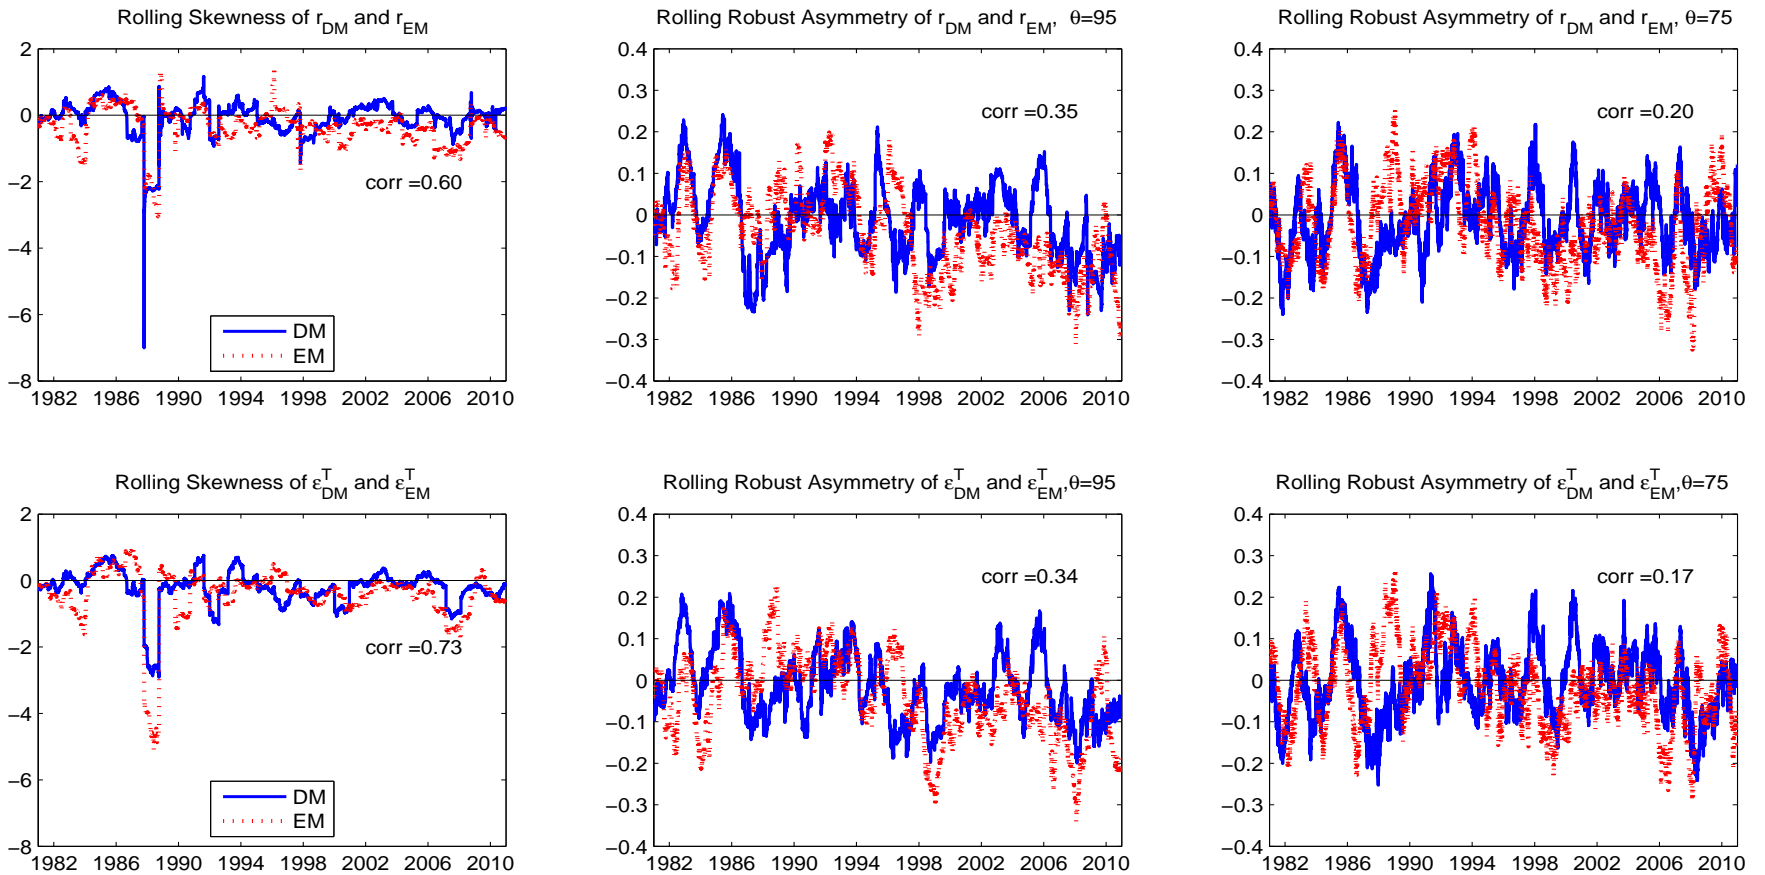 Rolling Skewness of r_DM and r_EM
2
0
−2
−4
−6
−8
corr =0.60
DM
EM
1982 1986 1990 1994 1998 2002 2006 2010
Rolling Robust Asymmetry of r_DM and r_EM, θ=95
0.4
0.3
0.2
0.1
0
−0.1
−0.2
−0.3
−0.4
corr =0.35
1982 1986 1990 1994 1998 2002 2006 2010
Rolling Robust Asymmetry of r_DM and r_EM, θ=75
0.4
0.3
0.2
0.1
0
−0.1
−0.2
−0.3
−0.4
corr =0.20
1982 1986 1990 1994 1998 2002 2006 2010
Rolling Skewness of ε_DM^T and ε_EM^T
2
0
−2
−4
−6
−8
corr =0.73
DM
EM
1982 1986 1990 1994 1998 2002 2006 2010
Rolling Robust Asymmetry of ε_DM^T and ε_EM^T,θ=95
0.4
0.3
0.2
0.1
0
−0.1
−0.2
−0.3
−0.4
corr =0.34
1982 1986 1990 1994 1998 2002 2006 2010
Rolling Robust Asymmetry of ε_DM^T and ε_EM^T,θ=75
0.4
0.3
0.2
0.1
0
−0.1
−0.2
−0.3
−0.4
corr =0.17
1982 1986 1990 1994 1998 2002 2006 2010